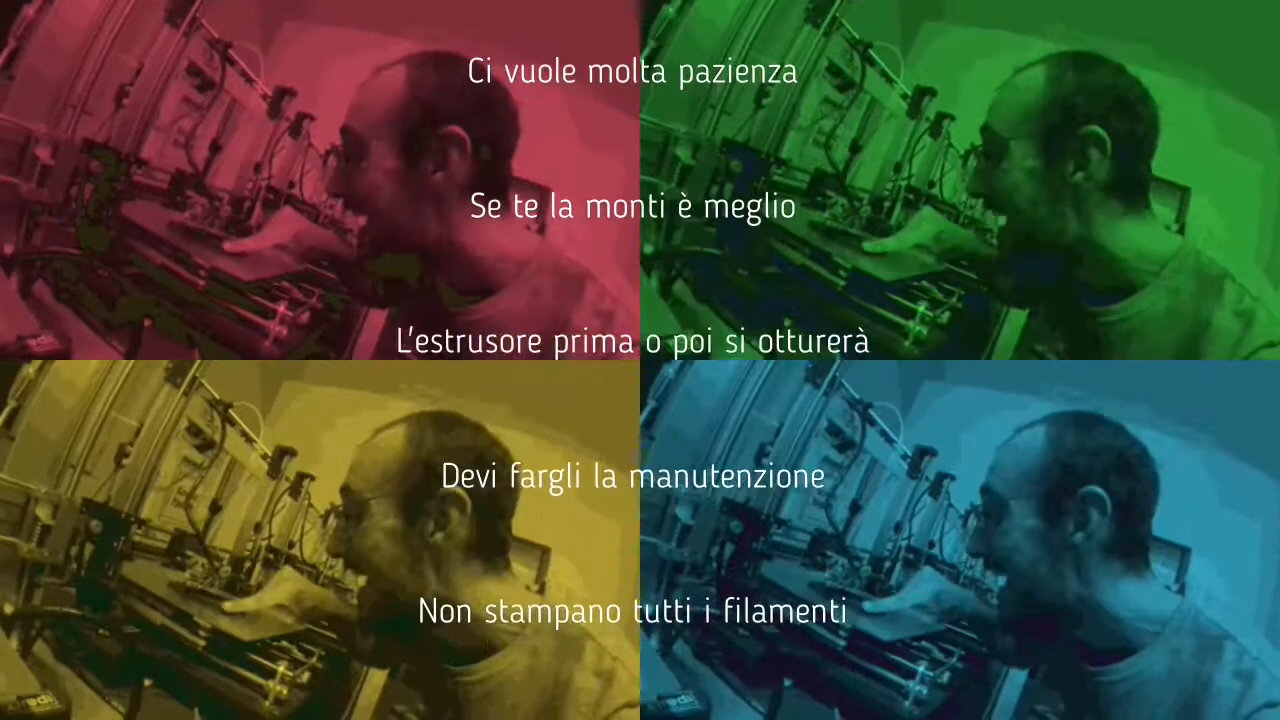 Ci vuole molta pazienza
Se te la monti è meglio
L'estrusore prima o poi si otturerà
Devi fargli la manutenzione
Non stampano tutti i filamenti